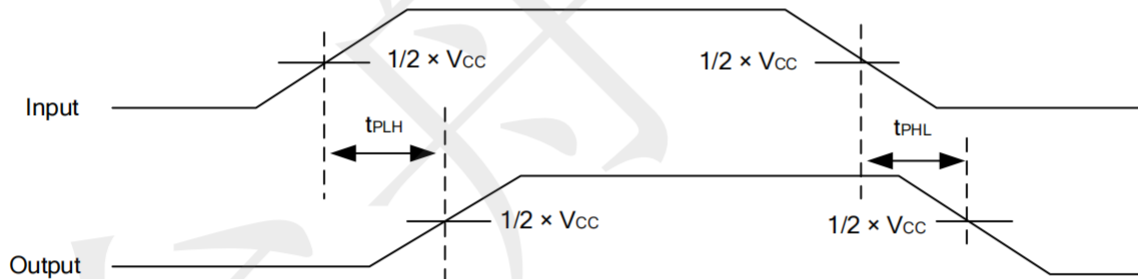 1/2 × VCC
1/2 × VCC
Input
tPLH
tPHL
1/2 × VCC
1/2 × VCC
Output